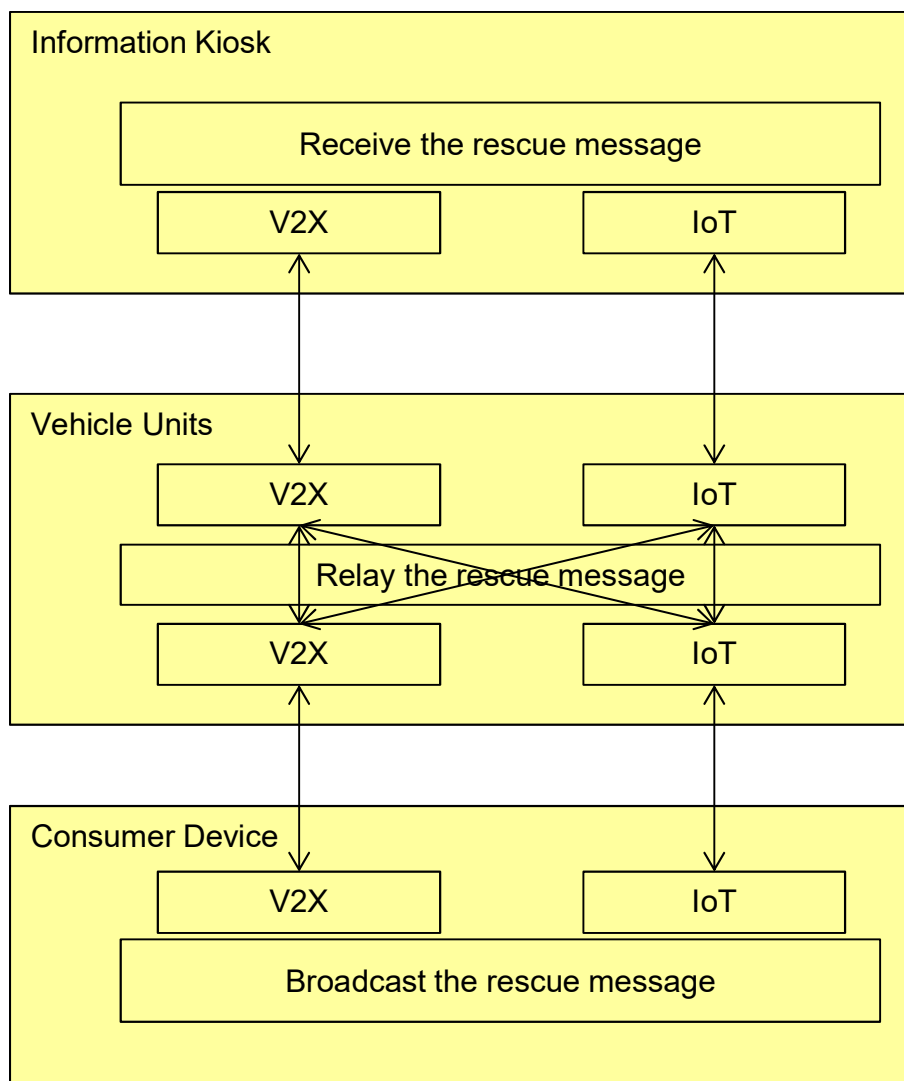 Information Kiosk
Receive the rescue message
V2X
IoT
Vehicle Units
V2X
IoT
Relay the rescue message
V2X
IoT
Consumer Device
V2X
IoT
Broadcast the rescue message